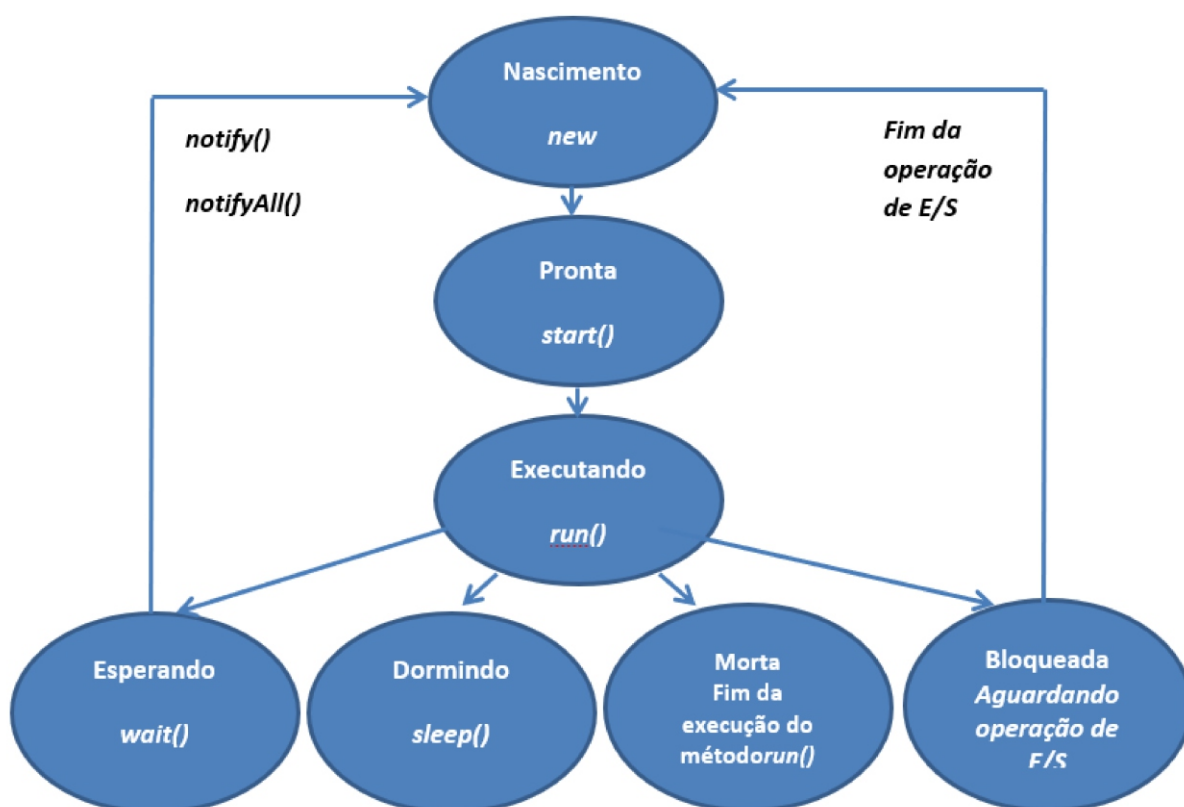 Nascimento
new
notify()
notifyAll()
Fim da
operação
de E/S
Pronta
start()
Executando
run()
Esperando
wait()
Dormindo
sleep()
Morta
Fim da
execução do
métodorun()
Bloqueada
Aguardando
operação de
E/S